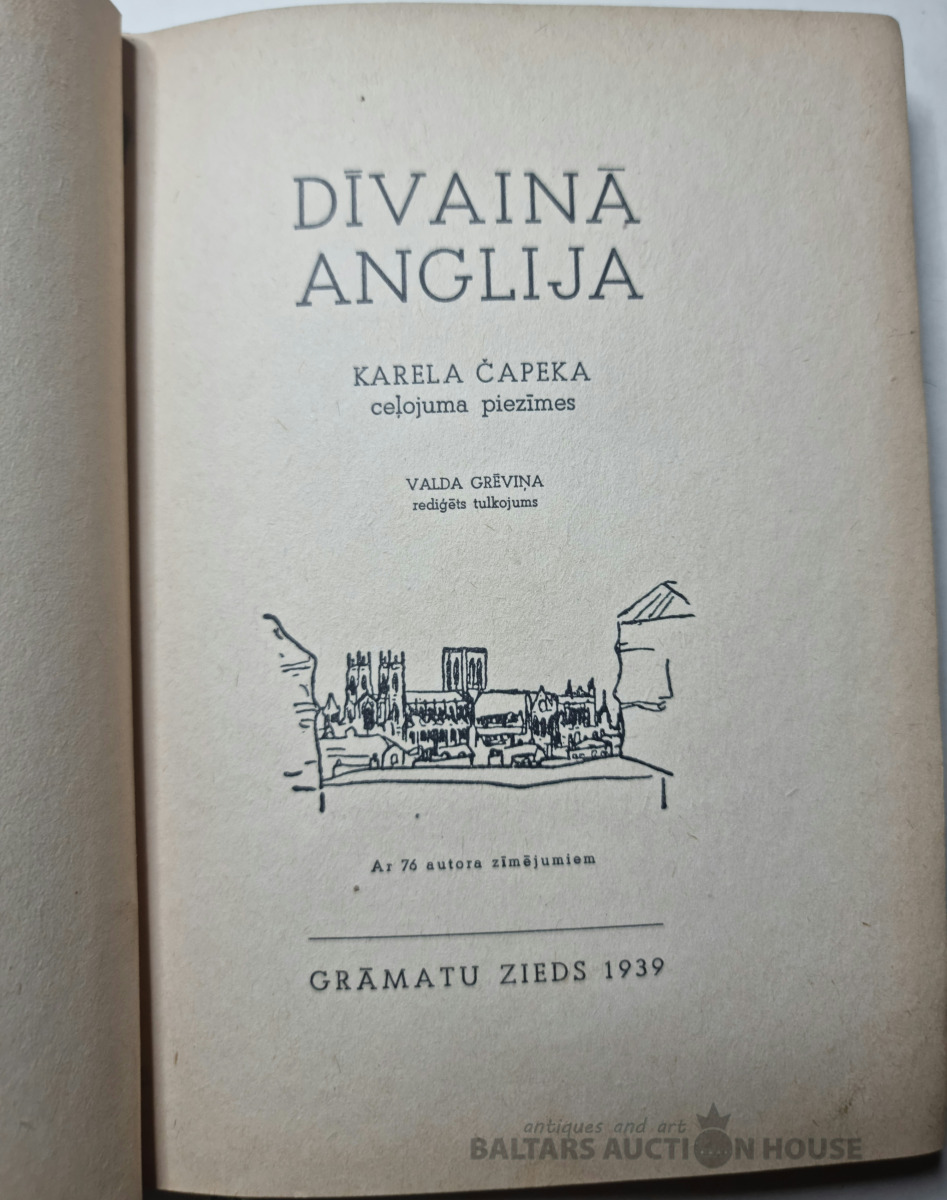 DĪVAINĀ
ANGLIJA
KARELA ČAPEKA
ceļojuma piezīmes
VALDA GRĒVIŅA
rediģēts tulkojums
Ar 76 autora zīmējumiem
GRĀMATU ZIEDS 1939
antiques and art
BALTARS AUCTION HOUSE